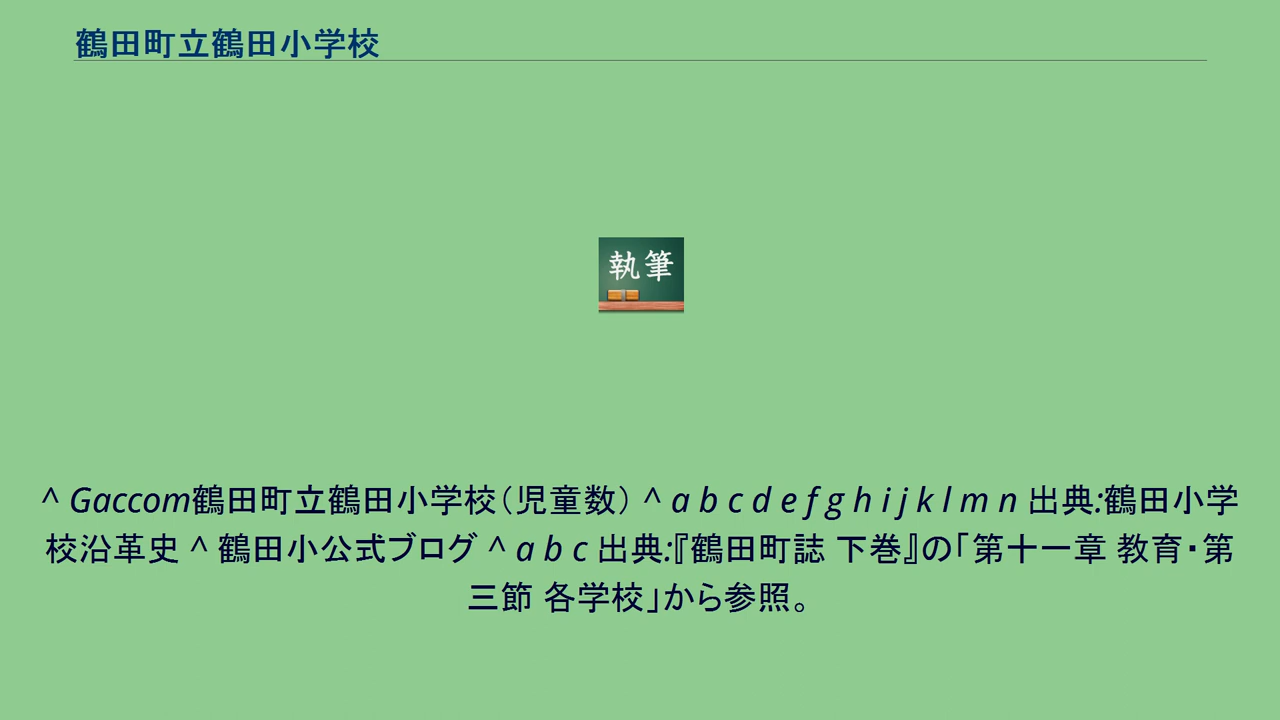 鶴田町立鶴田小学校
執筆
^ Gaccom鶴田町立鶴田小学校（児童数） ^ a b c d e f g h i j k l m n 出典:鶴田小学
校沿革史 ^ 鶴田小公式ブログ ^ a b c 出典:『鶴田町誌 下巻』の「第十一章 教育・第
三節 各学校」から参照。